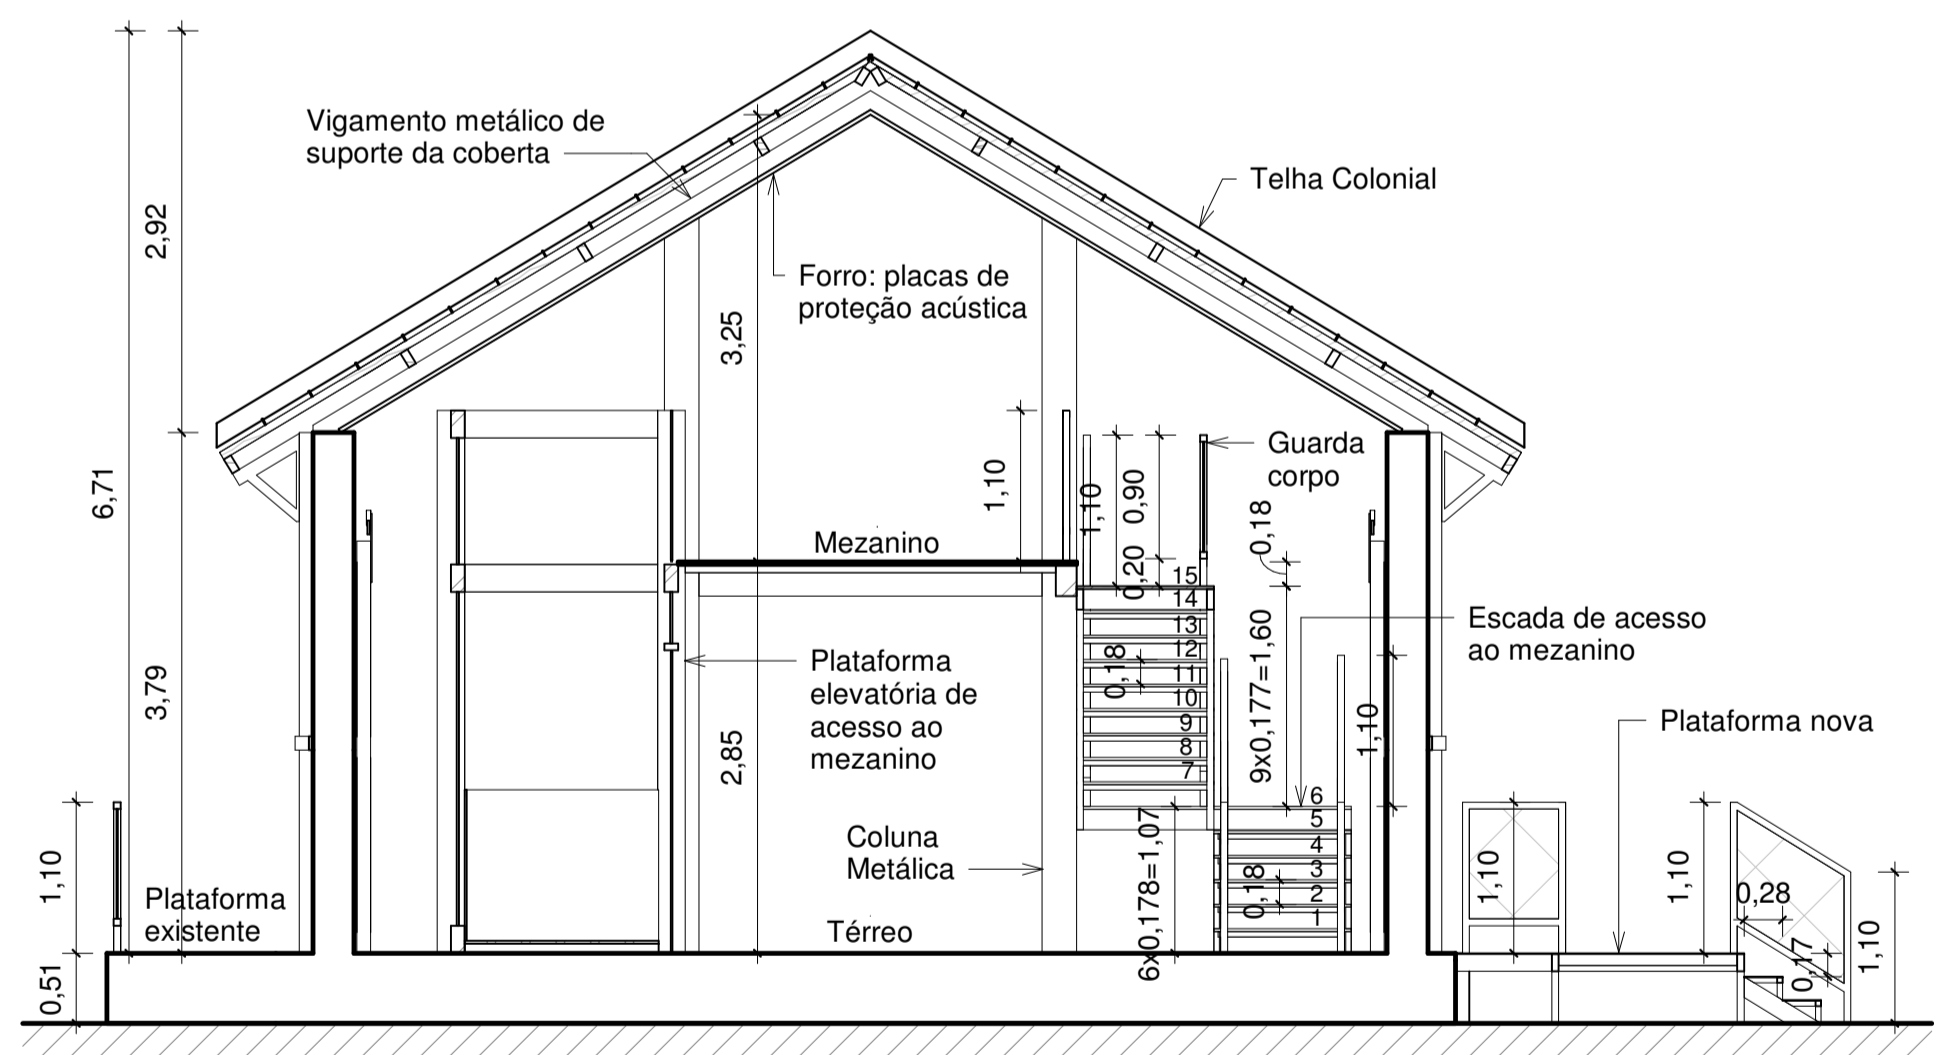 Vigamento metálico de
suporte da coberta
Telha Colonial
2,92
Forro: placas de
proteção acústica
3,25
Guarda
corpo
6,71
1,10
1,10
0,90
0,18
Mezanino
0,20
15
14
13
12
11
10
9
8
7
0,18
9x0,177=1,60
Escada de acesso
ao mezanino
3,79
Plataforma
elevatória de
acesso ao
mezanino
2,85
1,10
Plataforma nova
6
5
4
3
2
1
0,18
6x0,178=1,07
Coluna
Metálica
1,10
Plataforma
existente
Térreo
1,10
1,10
0,28
0,17
1,10
0,51